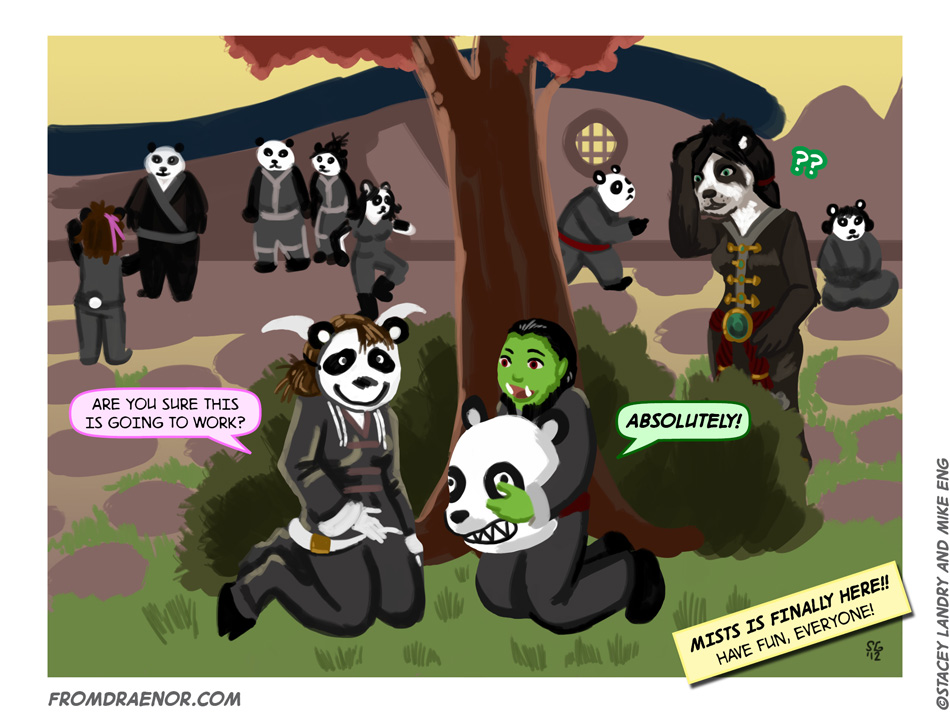 ??
ARE YOU SURE THIS
IS GOING TO WORK?
ABSOLUTELY!
MISTS IS FINALLY HERE!!
HAVE FUN, EVERYONE!
SG
'12
FROMDRAENOR.COM
©STACEY LANDRY AND MIKE ENG